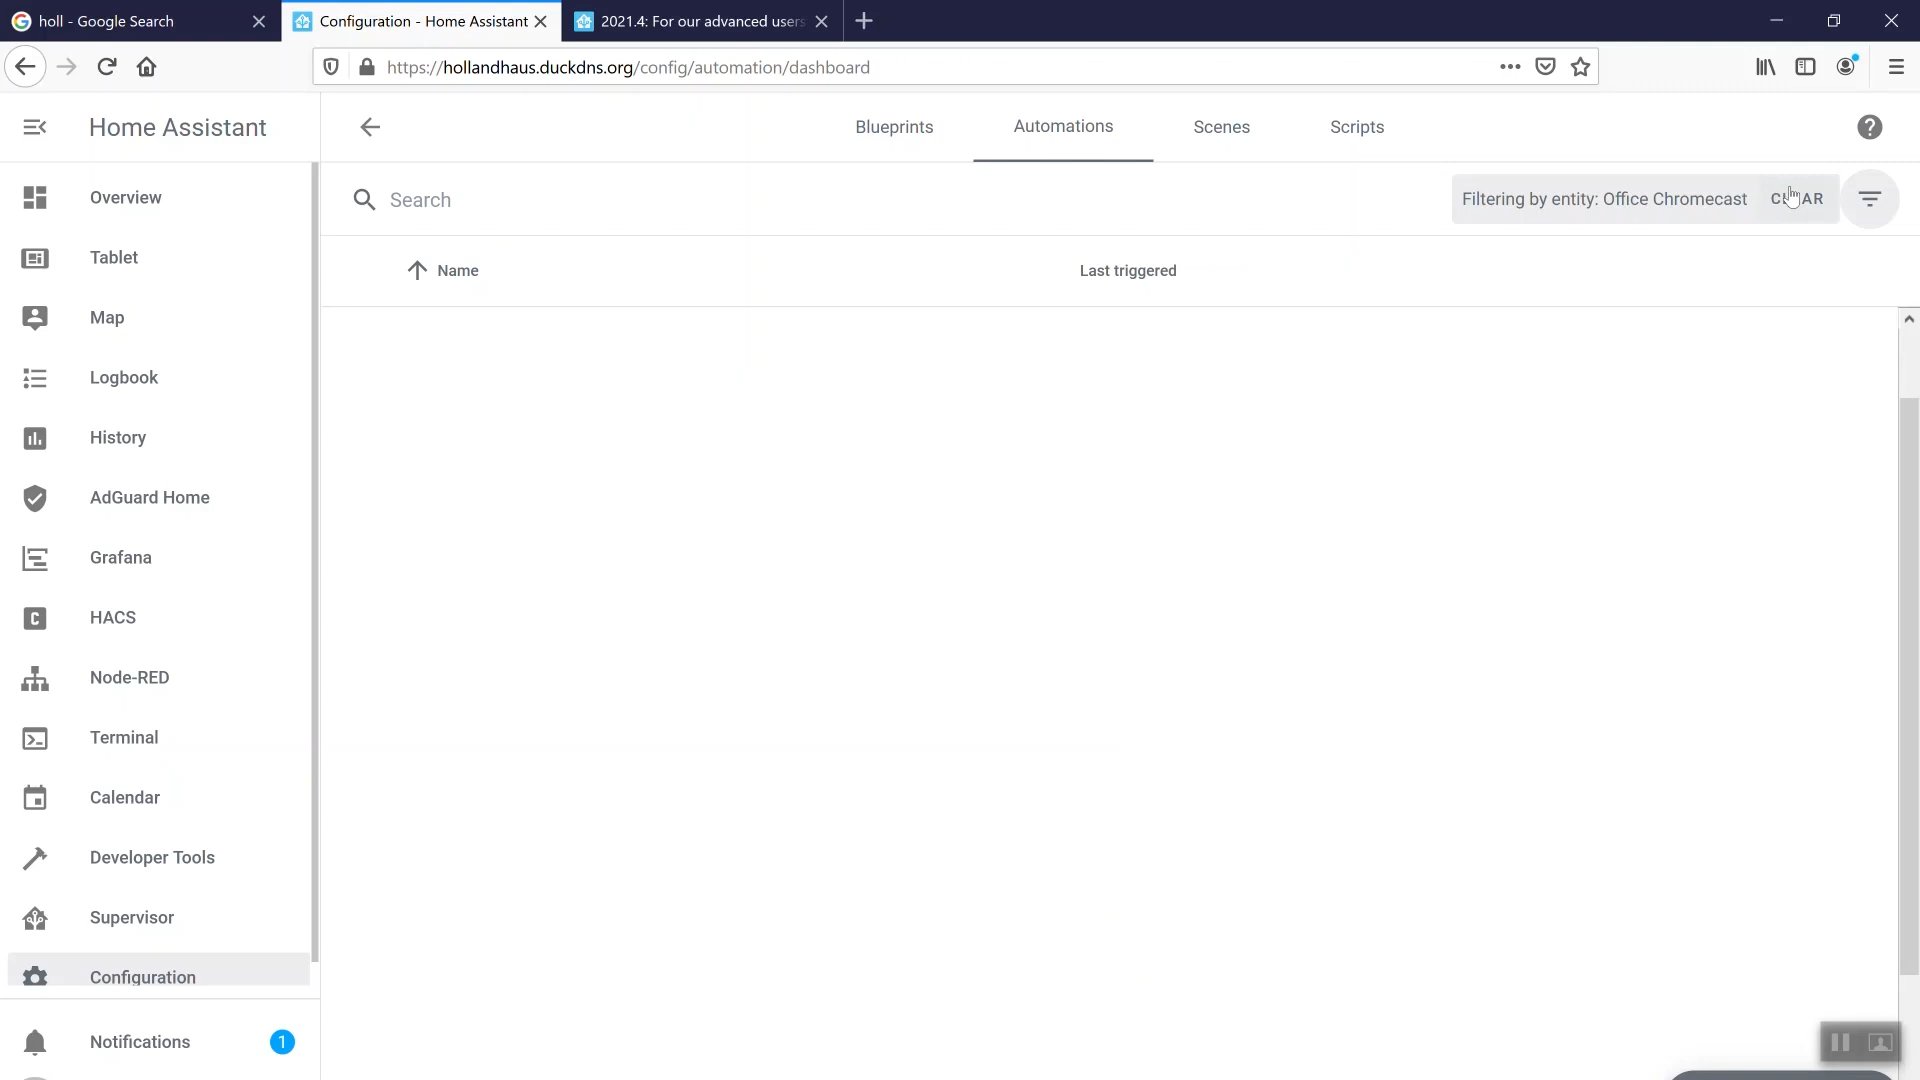 holl - Google Search
Configuration - Home Assistant
2021.4: For our advanced users
https://hollandhaus.duckdns.org/config/automation/dashboard
Home Assistant
Blueprints
Automations
Scenes
Scripts
Overview
Search
Filtering by entity: Office Chromecast
Tablet
Name
Last triggered
Map
Logbook
History
AdGuard Home
Grafana
HACS
Node-RED
Terminal
Calendar
Developer Tools
Supervisor
Configuration
Notifications
1